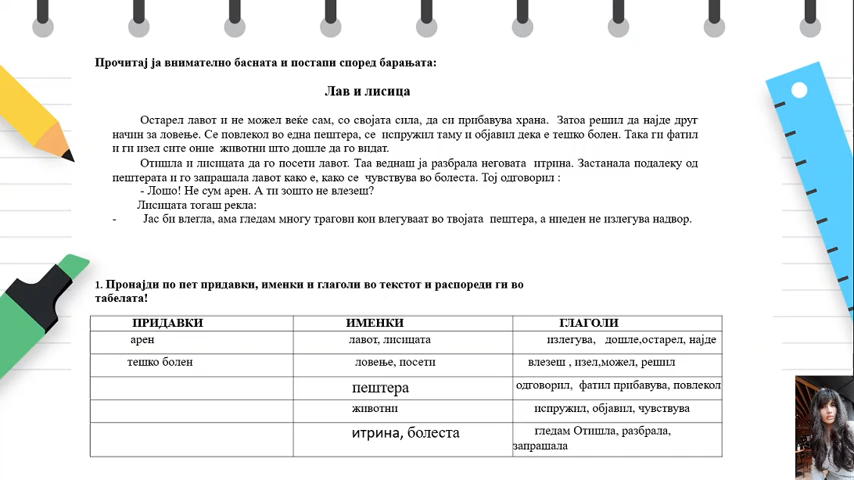 Прочитај ја внимателно басната и постапи според барањата:
Лав и лисица
Остарел лавот и не можел веќе сам, со својата сила, да си прибавува храна. Затоа решил да најде друг
начин за ловење. Се повлекол во една пештера, се испружил таму и објавил дека е тешко болен. Така ги фатил
и ги изел сите оние животни што дошле да го видат.
Отишла и лисицата да го посети лавот. Таа веднаш ја разбрала неговата итрина. Застанала подалеку од
пештерата и го запрашала лавот како е, како се чувствува во болеста. Тој одговорил :
- Лошо! Не сум арен. А ти зошто не влезеш?
Лисицата тогаш рекла:
- Јас би влегла, ама гледам многу трагови кои влегуваат во твојата пештера, а ниеден не излегува надвор.
1. Пронајди по пет придавки, именки и глаголи во текстот и распореди ги во
табелата!
ПРИДАВКИ ИМЕНКИ ГЛАГОЛИ
арен лавот, лисицата излегува, дошле,остарел, најде
тешко болен ловење, посети влезеш , изел,можел, решил
пештера одговорил, фатил прибавува, повлекол
животни испружил, објавил, чувствува
итрина, болеста гледам Отишла, разбрала,
запрашала